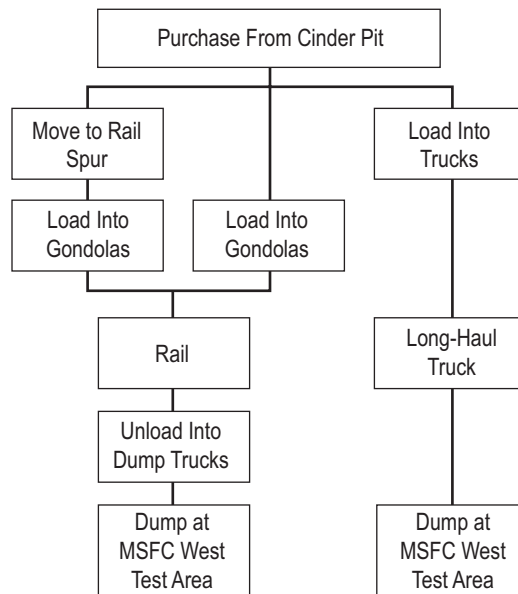 Purchase From Cinder Pit
Move to Rail
Spur
Load Into
Trucks
Load Into
Gondolas
Load Into
Gondolas
Rail
Long-Haul
Truck
Unload Into
Dump Trucks
Dump at
MSFC West
Test Area
Dump at
MSFC West
Test Area